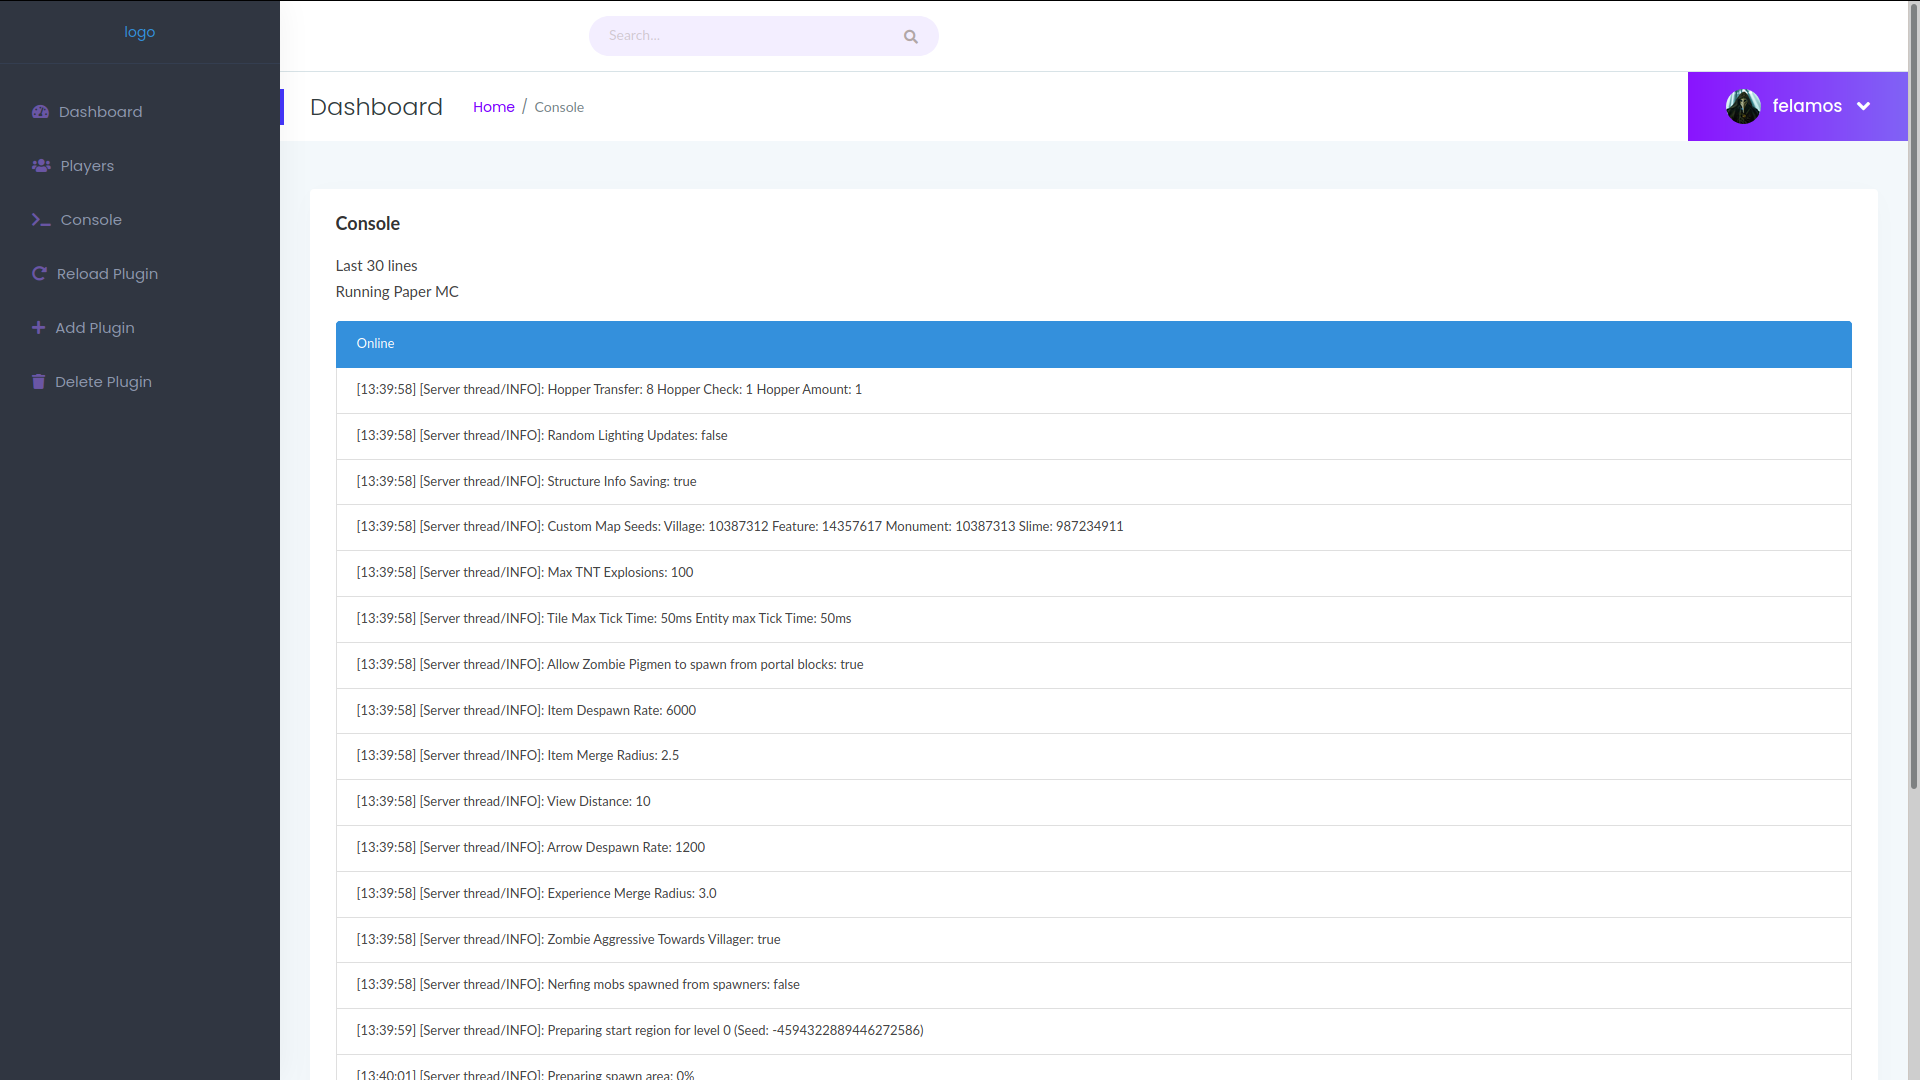 logo
Search...
Dashboard
Home / Console
felamos
Dashboard
Players
Console
Reload Plugin
Add Plugin
Delete Plugin
Console
Last 30 lines
Running Paper MC
Online
[13:39:58] [Server thread/INFO]: Hopper Transfer: 8 Hopper Check: 1 Hopper Amount: 1
[13:39:58] [Server thread/INFO]: Random Lighting Updates: false
[13:39:58] [Server thread/INFO]: Structure Info Saving: true
[13:39:58] [Server thread/INFO]: Custom Map Seeds: Village: 10387312 Feature: 14357617 Monument: 10387313 Slime: 987234911
[13:39:58] [Server thread/INFO]: Max TNT Explosions: 100
[13:39:58] [Server thread/INFO]: Tile Max Tick Time: 50ms Entity max Tick Time: 50ms
[13:39:58] [Server thread/INFO]: Allow Zombie Pigmen to spawn from portal blocks: true
[13:39:58] [Server thread/INFO]: Item Despawn Rate: 6000
[13:39:58] [Server thread/INFO]: Item Merge Radius: 2.5
[13:39:58] [Server thread/INFO]: View Distance: 10
[13:39:58] [Server thread/INFO]: Arrow Despawn Rate: 1200
[13:39:58] [Server thread/INFO]: Experience Merge Radius: 3.0
[13:39:58] [Server thread/INFO]: Zombie Aggressive Towards Villager: true
[13:39:58] [Server thread/INFO]: Nerfing mobs spawned from spawners: false
[13:39:59] [Server thread/INFO]: Preparing start region for level 0 (Seed: -4594322889446272586)
[13:40:01] [Server thread/INFO]: Preparing spawn area: 0%